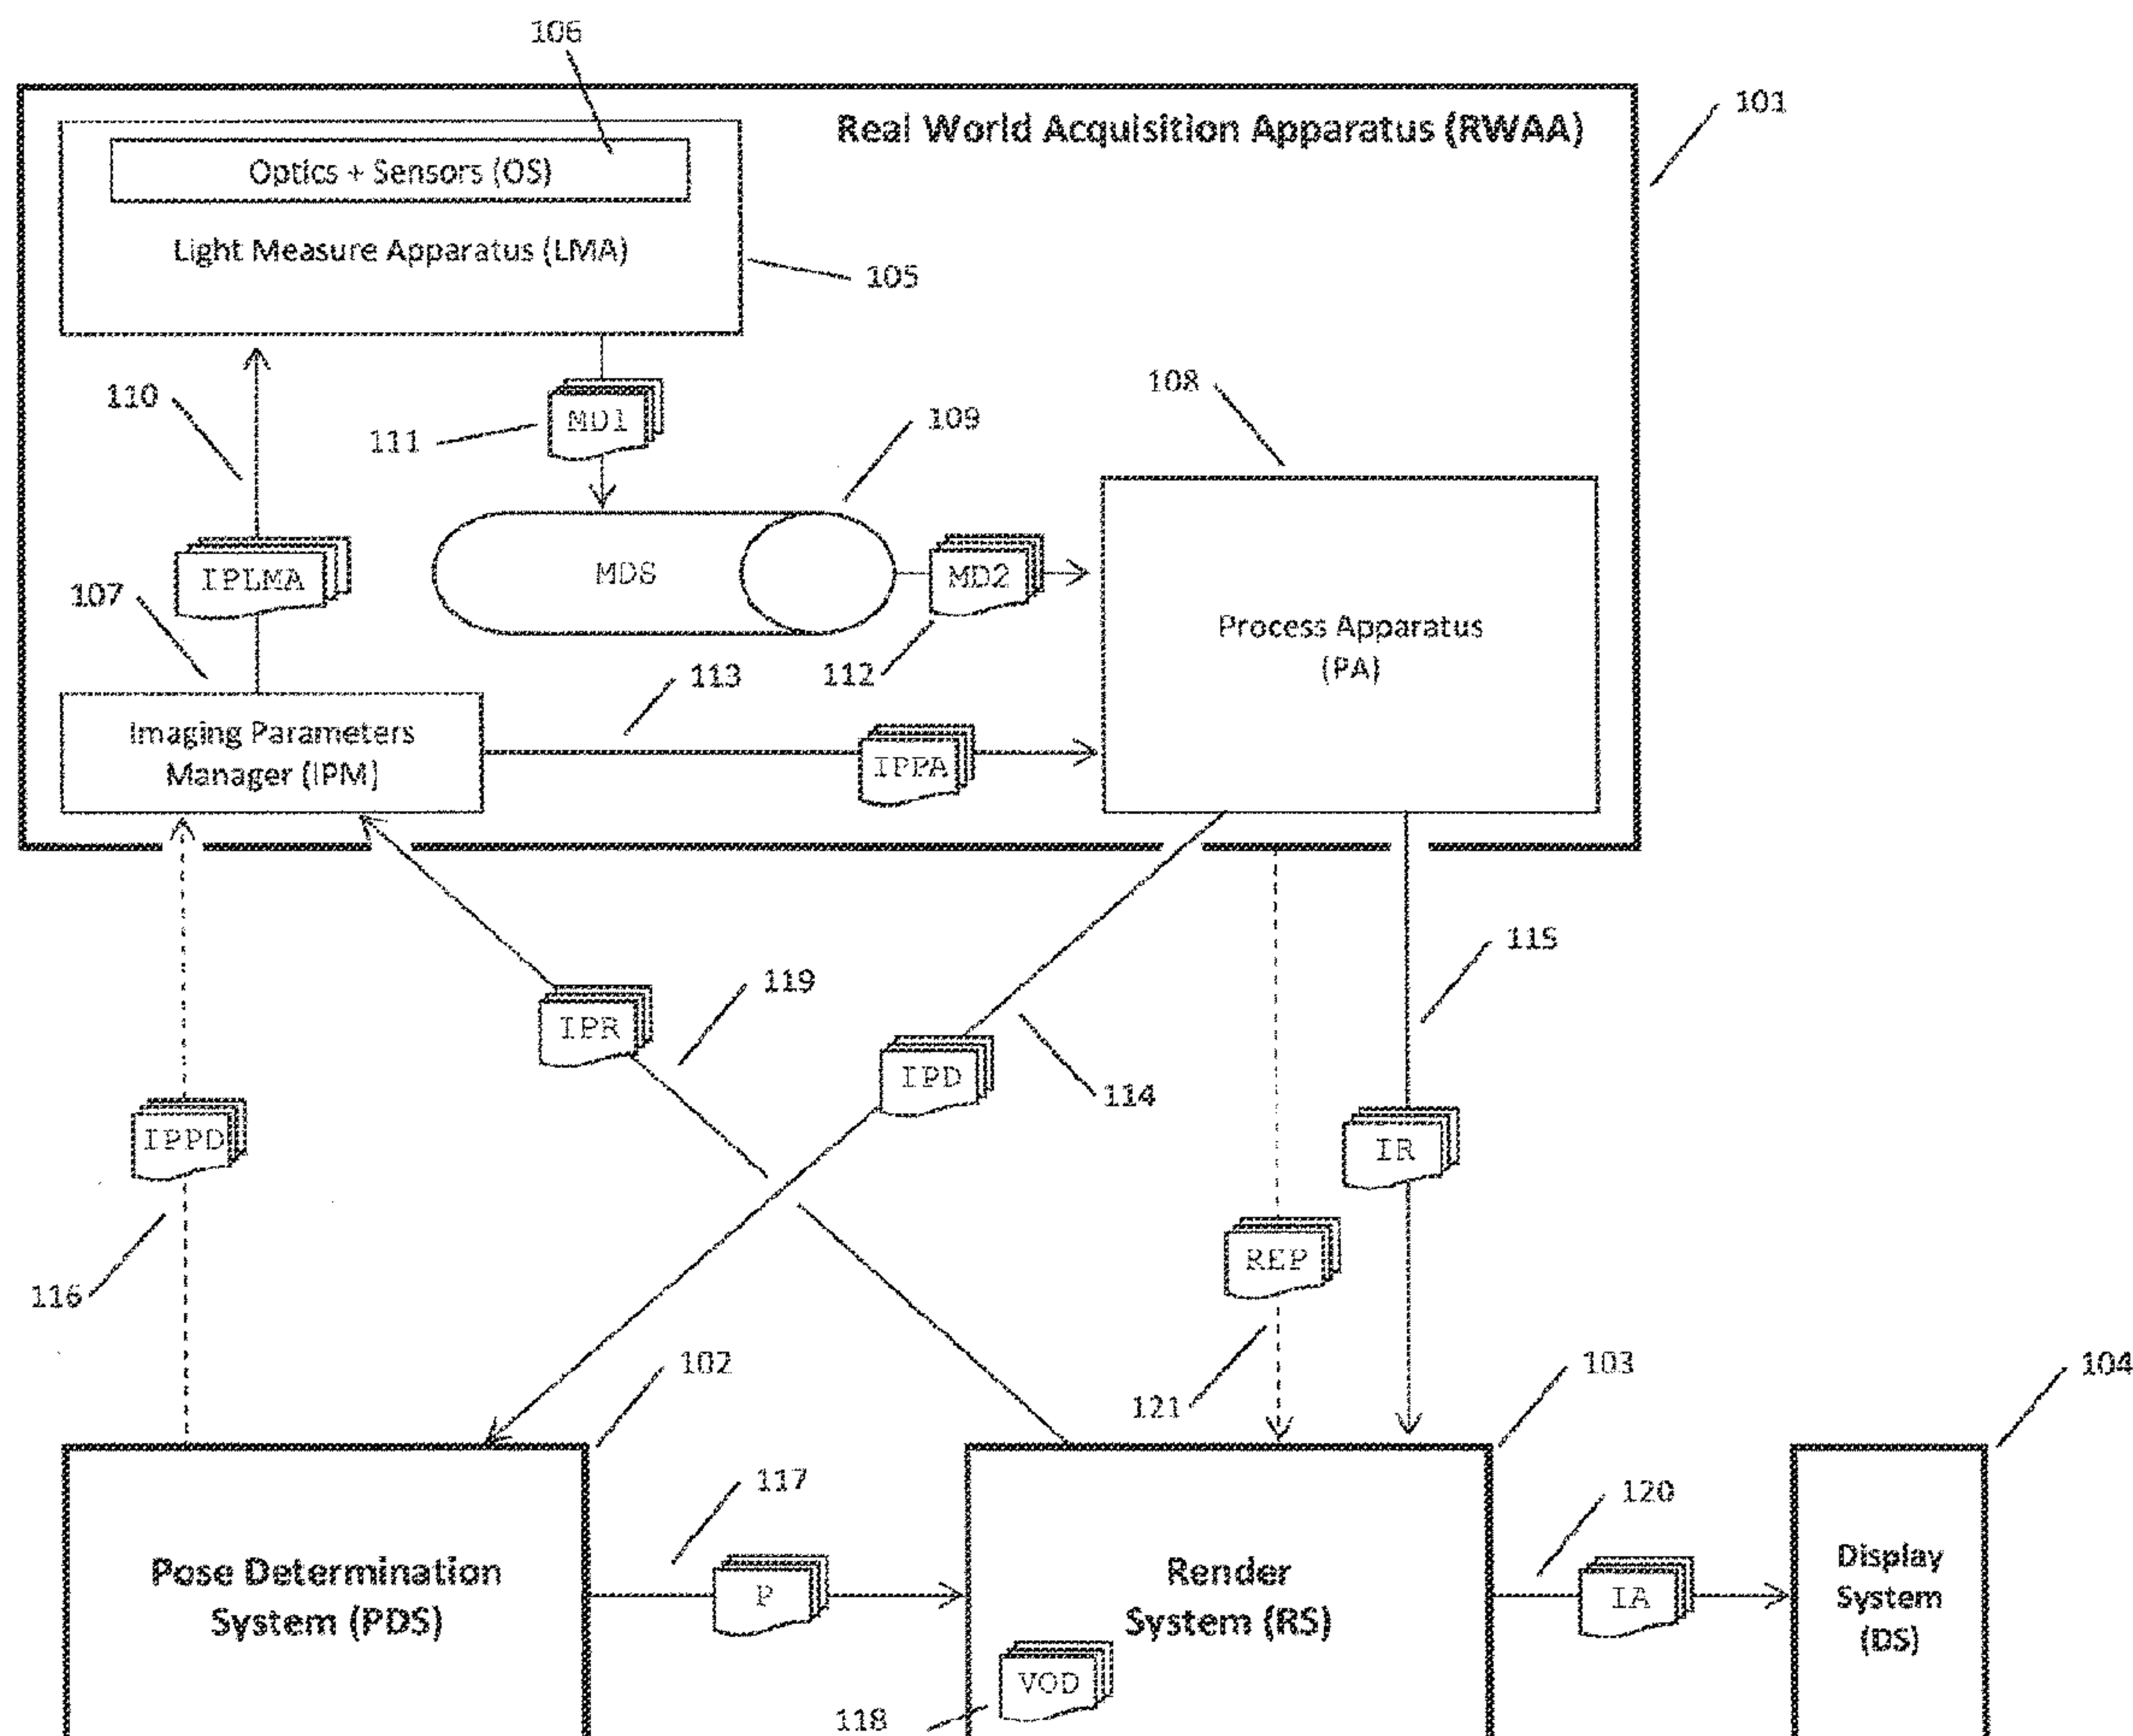 106
101
Real World Acquisition Apparatus (RWAA)
Optics + Sensors (OS)
Light Measure Apparatus (LMA)
105
110
111
MD1
109
108
IPLMA
107
MDS
MD2
Process Apparatus
(PA)
113
112
Imaging Parameters
Manager (IPM)
IPPA
115
119
IPR
IPD
114
IPPD
IR
116
REP
121
102
103
104
117
120
Pose Determination
System (PDS)
P
Render
System (RS)
IA
Display
System
(DS)
VOD
118